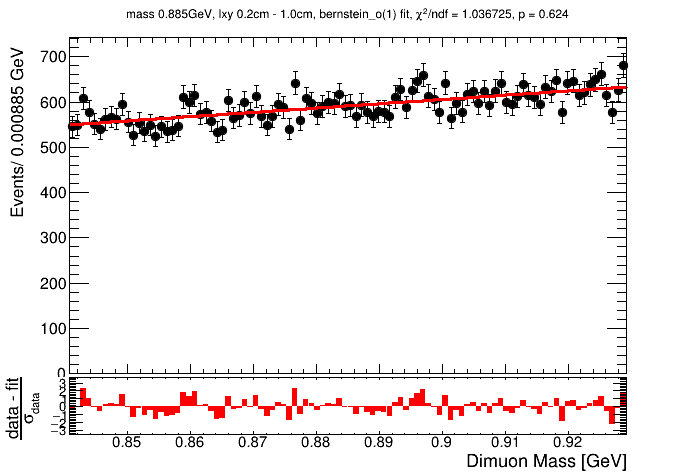 mass 0.885GeV, lxy 0.2cm - 1.0cm, bernstein_o(1) fit, χ²/ndf = 1.036725, p = 0.624
Events/ 0.000885 GeV
700
600
500
400
300
200
100
0
data - fit
σdata
3
2
1
0
−1
−2
−3
0.85 0.86 0.87 0.88 0.89 0.9 0.91 0.92
Dimuon Mass [GeV]